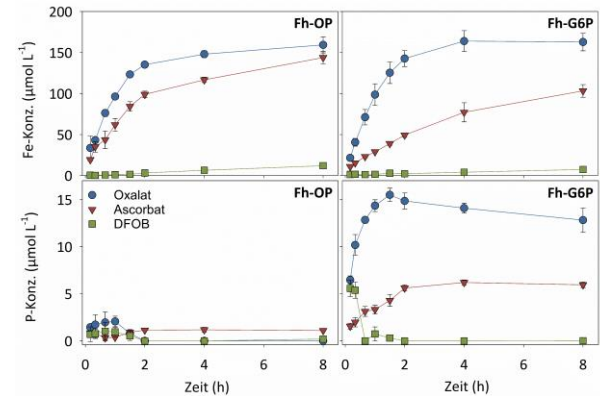 Fh-OP
Fh-G6P
Fe-Konz. (µmol L⁻¹)
200
150
100
50
0
Fh-OP
Fh-G6P
Oxalat
Ascorbat
DFOB
P-Konz. (µmol L⁻¹)
15
10
5
0
0 2 4 6 8
0 2 4 6 8
Zeit (h)
Zeit (h)